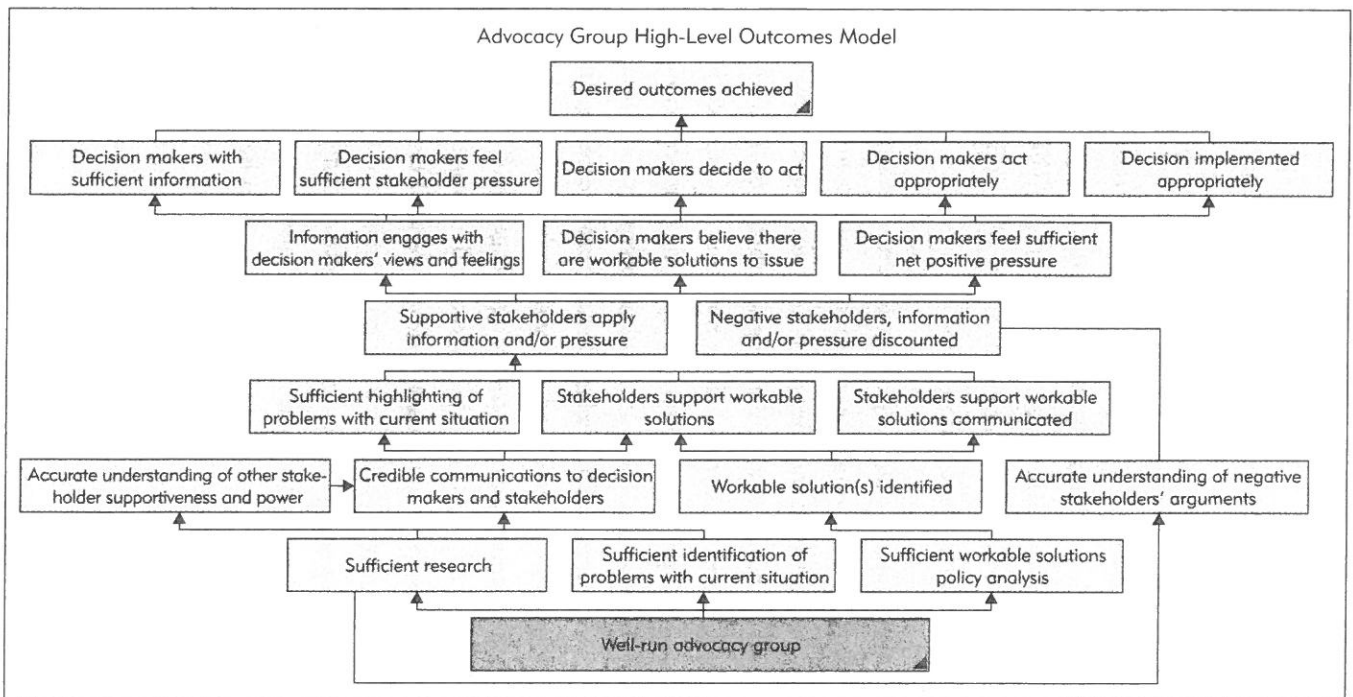 Advocacy Group High-Level Outcomes Model
Desired outcomes achieved
Decision makers with
sufficient information
Decision makers feel
sufficient stakeholder pressure
Decision makers decide to act
Decision makers act
appropriately
Decision implemented
appropriately
Information engages with
decision makers' views and feelings
Decision makers believe there
are workable solutions to issue
Decision makers feel sufficient
net positive pressure
Supportive stakeholders apply
information and/or pressure
Negative stakeholders, information
and/or pressure discounted
Sufficient highlighting of
problems with current situation
Stakeholders support workable
solutions
Stakeholders support workable
solutions communicated
Accurate understanding of other stake-
holder supportiveness and power
Credible communications to decision
makers and stakeholders
Workable solution(s) identified
Accurate understanding of negative
stakeholders' arguments
Sufficient research
Sufficient identification of
problems with current situation
Sufficient workable solutions
policy analysis
Well-run advocacy group